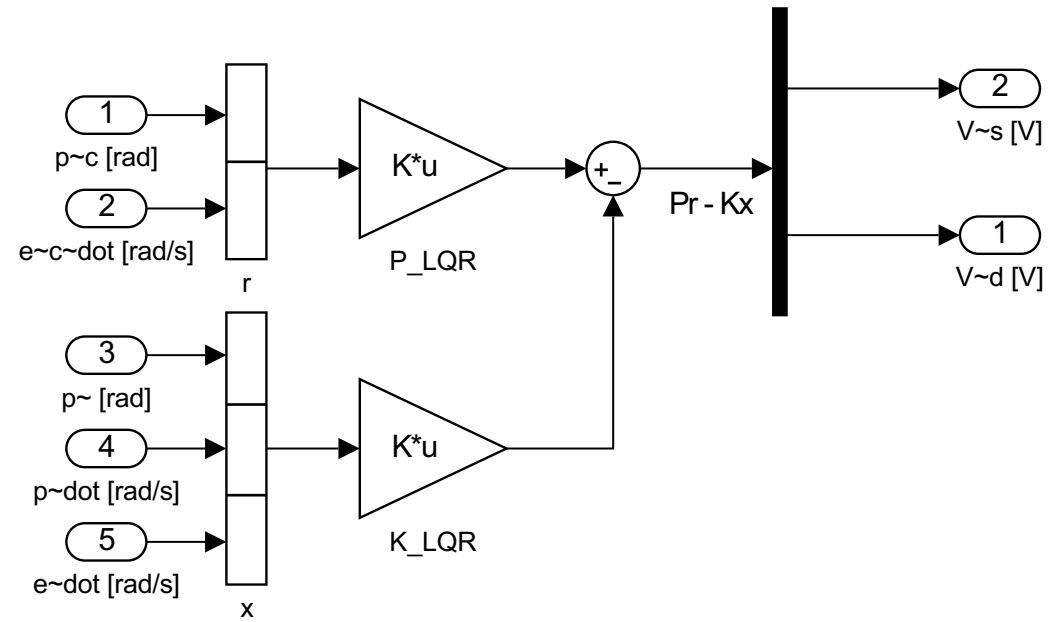 1
p~c [rad]
2
e~c~dot [rad/s]
r
K*u
P_LQR
+
−
Pr - Kx
2
V~s [V]
1
V~d [V]
3
p~ [rad]
4
p~dot [rad/s]
5
e~dot [rad/s]
x
K*u
K_LQR